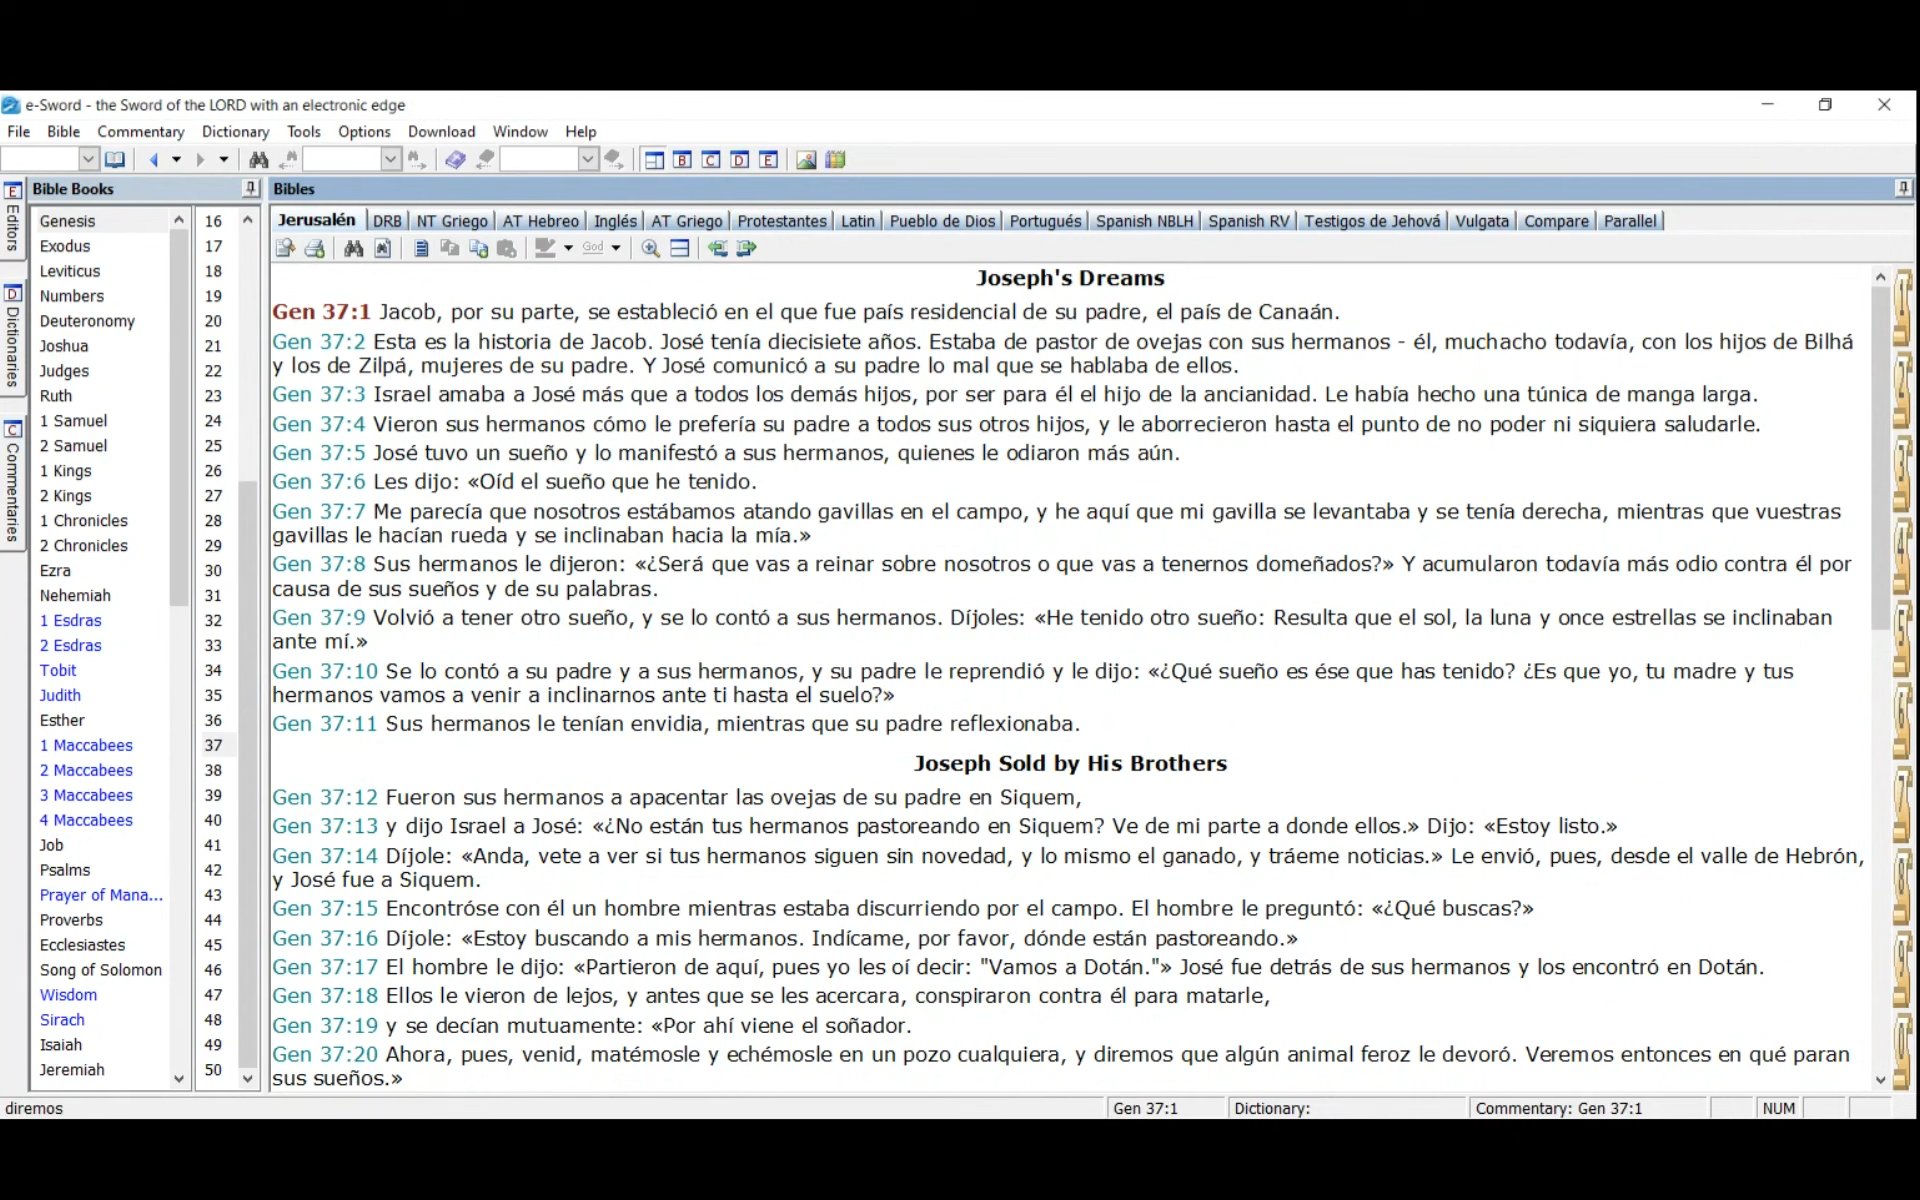 e-Sword - the Sword of the LORD with an electronic edge
File Bible Commentary Dictionary Tools Options Download Window Help
B C D E
Bible Books
Bibles
E Editors
D Dictionaries
C Commentaries
Jerusalén DRB NT Griego AT Hebreo Inglés AT Griego Protestantes Latin Pueblo de Dios Portugués Spanish NBLH Spanish RV Testigos de Jehová Vulgata Compare Parallel
God
Genesis
Exodus
Leviticus
Numbers
Deuteronomy
Joshua
Judges
Ruth
1 Samuel
2 Samuel
1 Kings
2 Kings
1 Chronicles
2 Chronicles
Ezra
Nehemiah
1 Esdras
2 Esdras
Tobit
Judith
Esther
1 Maccabees
2 Maccabees
3 Maccabees
4 Maccabees
Job
Psalms
Prayer of Mana...
Proverbs
Ecclesiastes
Song of Solomon
Wisdom
Sirach
Isaiah
Jeremiah
16
17
18
19
20
21
22
23
24
25
26
27
28
29
30
31
32
33
34
35
36
37
38
39
40
41
42
43
44
45
46
47
48
49
50
Joseph's Dreams
Gen 37:1 Jacob, por su parte, se estableció en el que fue país residencial de su padre, el país de Canaán.
Gen 37:2 Esta es la historia de Jacob. José tenía diecisiete años. Estaba de pastor de ovejas con sus hermanos - él, muchacho todavía, con los hijos de Bilhá
y los de Zilpá, mujeres de su padre. Y José comunicó a su padre lo mal que se hablaba de ellos.
Gen 37:3 Israel amaba a José más que a todos los demás hijos, por ser para él el hijo de la ancianidad. Le había hecho una túnica de manga larga.
Gen 37:4 Vieron sus hermanos cómo le prefería su padre a todos sus otros hijos, y le aborrecieron hasta el punto de no poder ni siquiera saludarle.
Gen 37:5 José tuvo un sueño y lo manifestó a sus hermanos, quienes le odiaron más aún.
Gen 37:6 Les dijo: «Oíd el sueño que he tenido.
Gen 37:7 Me parecía que nosotros estábamos atando gavillas en el campo, y he aquí que mi gavilla se levantaba y se tenía derecha, mientras que vuestras
gavillas le hacían rueda y se inclinaban hacia la mía.»
Gen 37:8 Sus hermanos le dijeron: «¿Será que vas a reinar sobre nosotros o que vas a tenernos domeñados?» Y acumularon todavía más odio contra él por
causa de sus sueños y de su palabras.
Gen 37:9 Volvió a tener otro sueño, y se lo contó a sus hermanos. Díjoles: «He tenido otro sueño: Resulta que el sol, la luna y once estrellas se inclinaban
ante mí.»
Gen 37:10 Se lo contó a su padre y a sus hermanos, y su padre le reprendió y le dijo: «¿Qué sueño es ése que has tenido? ¿Es que yo, tu madre y tus
hermanos vamos a venir a inclinarnos ante ti hasta el suelo?»
Gen 37:11 Sus hermanos le tenían envidia, mientras que su padre reflexionaba.
Joseph Sold by His Brothers
Gen 37:12 Fueron sus hermanos a apacentar las ovejas de su padre en Siquem,
Gen 37:13 y dijo Israel a José: «¿No están tus hermanos pastoreando en Siquem? Ve de mi parte a donde ellos.» Dijo: «Estoy listo.»
Gen 37:14 Díjole: «Anda, vete a ver si tus hermanos siguen sin novedad, y lo mismo el ganado, y tráeme noticias.» Le envió, pues, desde el valle de Hebrón,
y José fue a Siquem.
Gen 37:15 Encontróse con él un hombre mientras estaba discurriendo por el campo. El hombre le preguntó: «¿Qué buscas?»
Gen 37:16 Díjole: «Estoy buscando a mis hermanos. Indícame, por favor, dónde están pastoreando.»
Gen 37:17 El hombre le dijo: «Partieron de aquí, pues yo les oí decir: "Vamos a Dotán."» José fue detrás de sus hermanos y los encontró en Dotán.
Gen 37:18 Ellos le vieron de lejos, y antes que se les acercara, conspiraron contra él para matarle,
Gen 37:19 y se decían mutuamente: «Por ahí viene el soñador.
Gen 37:20 Ahora, pues, venid, matémosle y echémosle en un pozo cualquiera, y diremos que algún animal feroz le devoró. Veremos entonces en qué paran
sus sueños.»
1
2
3
4
5
6
7
8
9
0
diremos
Gen 37:1
Dictionary:
Commentary: Gen 37:1
NUM